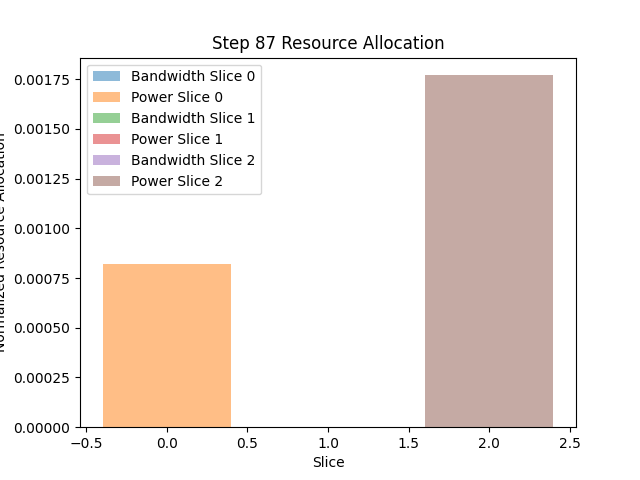 Step 87 Resource Allocation
Bandwidth Slice 0
Power Slice 0
Bandwidth Slice 1
Power Slice 1
Bandwidth Slice 2
Power Slice 2
Normalized Resource Allocation
0.00175
0.00150
0.00125
0.00100
0.00075
0.00050
0.00025
0.00000
−0.5 0.0 0.5 1.0 1.5 2.0 2.5
Slice